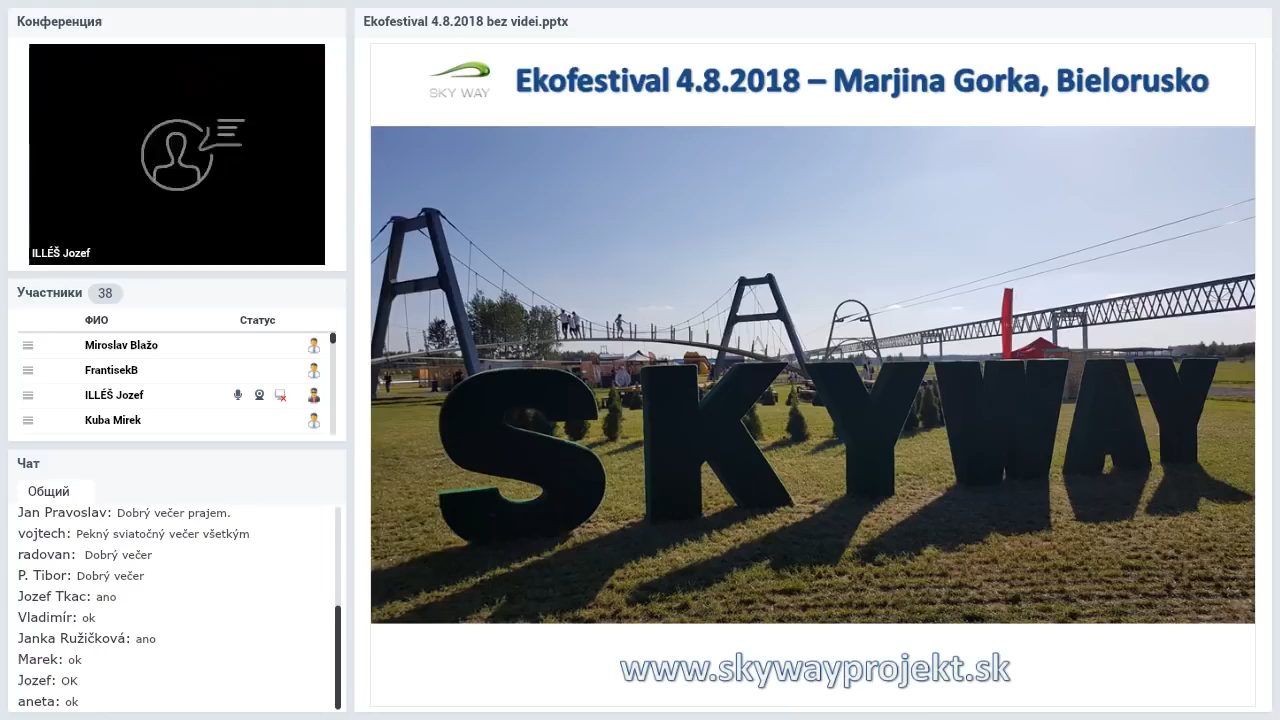 Конференция
ILLÉŠ Jozef
Участники 38
ФИО Статус
Miroslav Blažo
FrantisekB
ILLÉŠ Jozef
Kuba Mirek
Чат
Общий
Jan Pravoslav: Dobrý večer prajem.
vojtech: Pekný sviatočný večer všetkým
radovan: Dobrý večer
P. Tibor: Dobrý večer
Jozef Tkac: ano
Vladimír: ok
Janka Ružičková: ano
Marek: ok
Jozef: OK
aneta: ok
Ekofestival 4.8.2018 bez videi.pptx
SKY WAY
Ekofestival 4.8.2018 – Marjina Gorka, Bielorusko
SKYWAY
www.skywayprojekt.sk